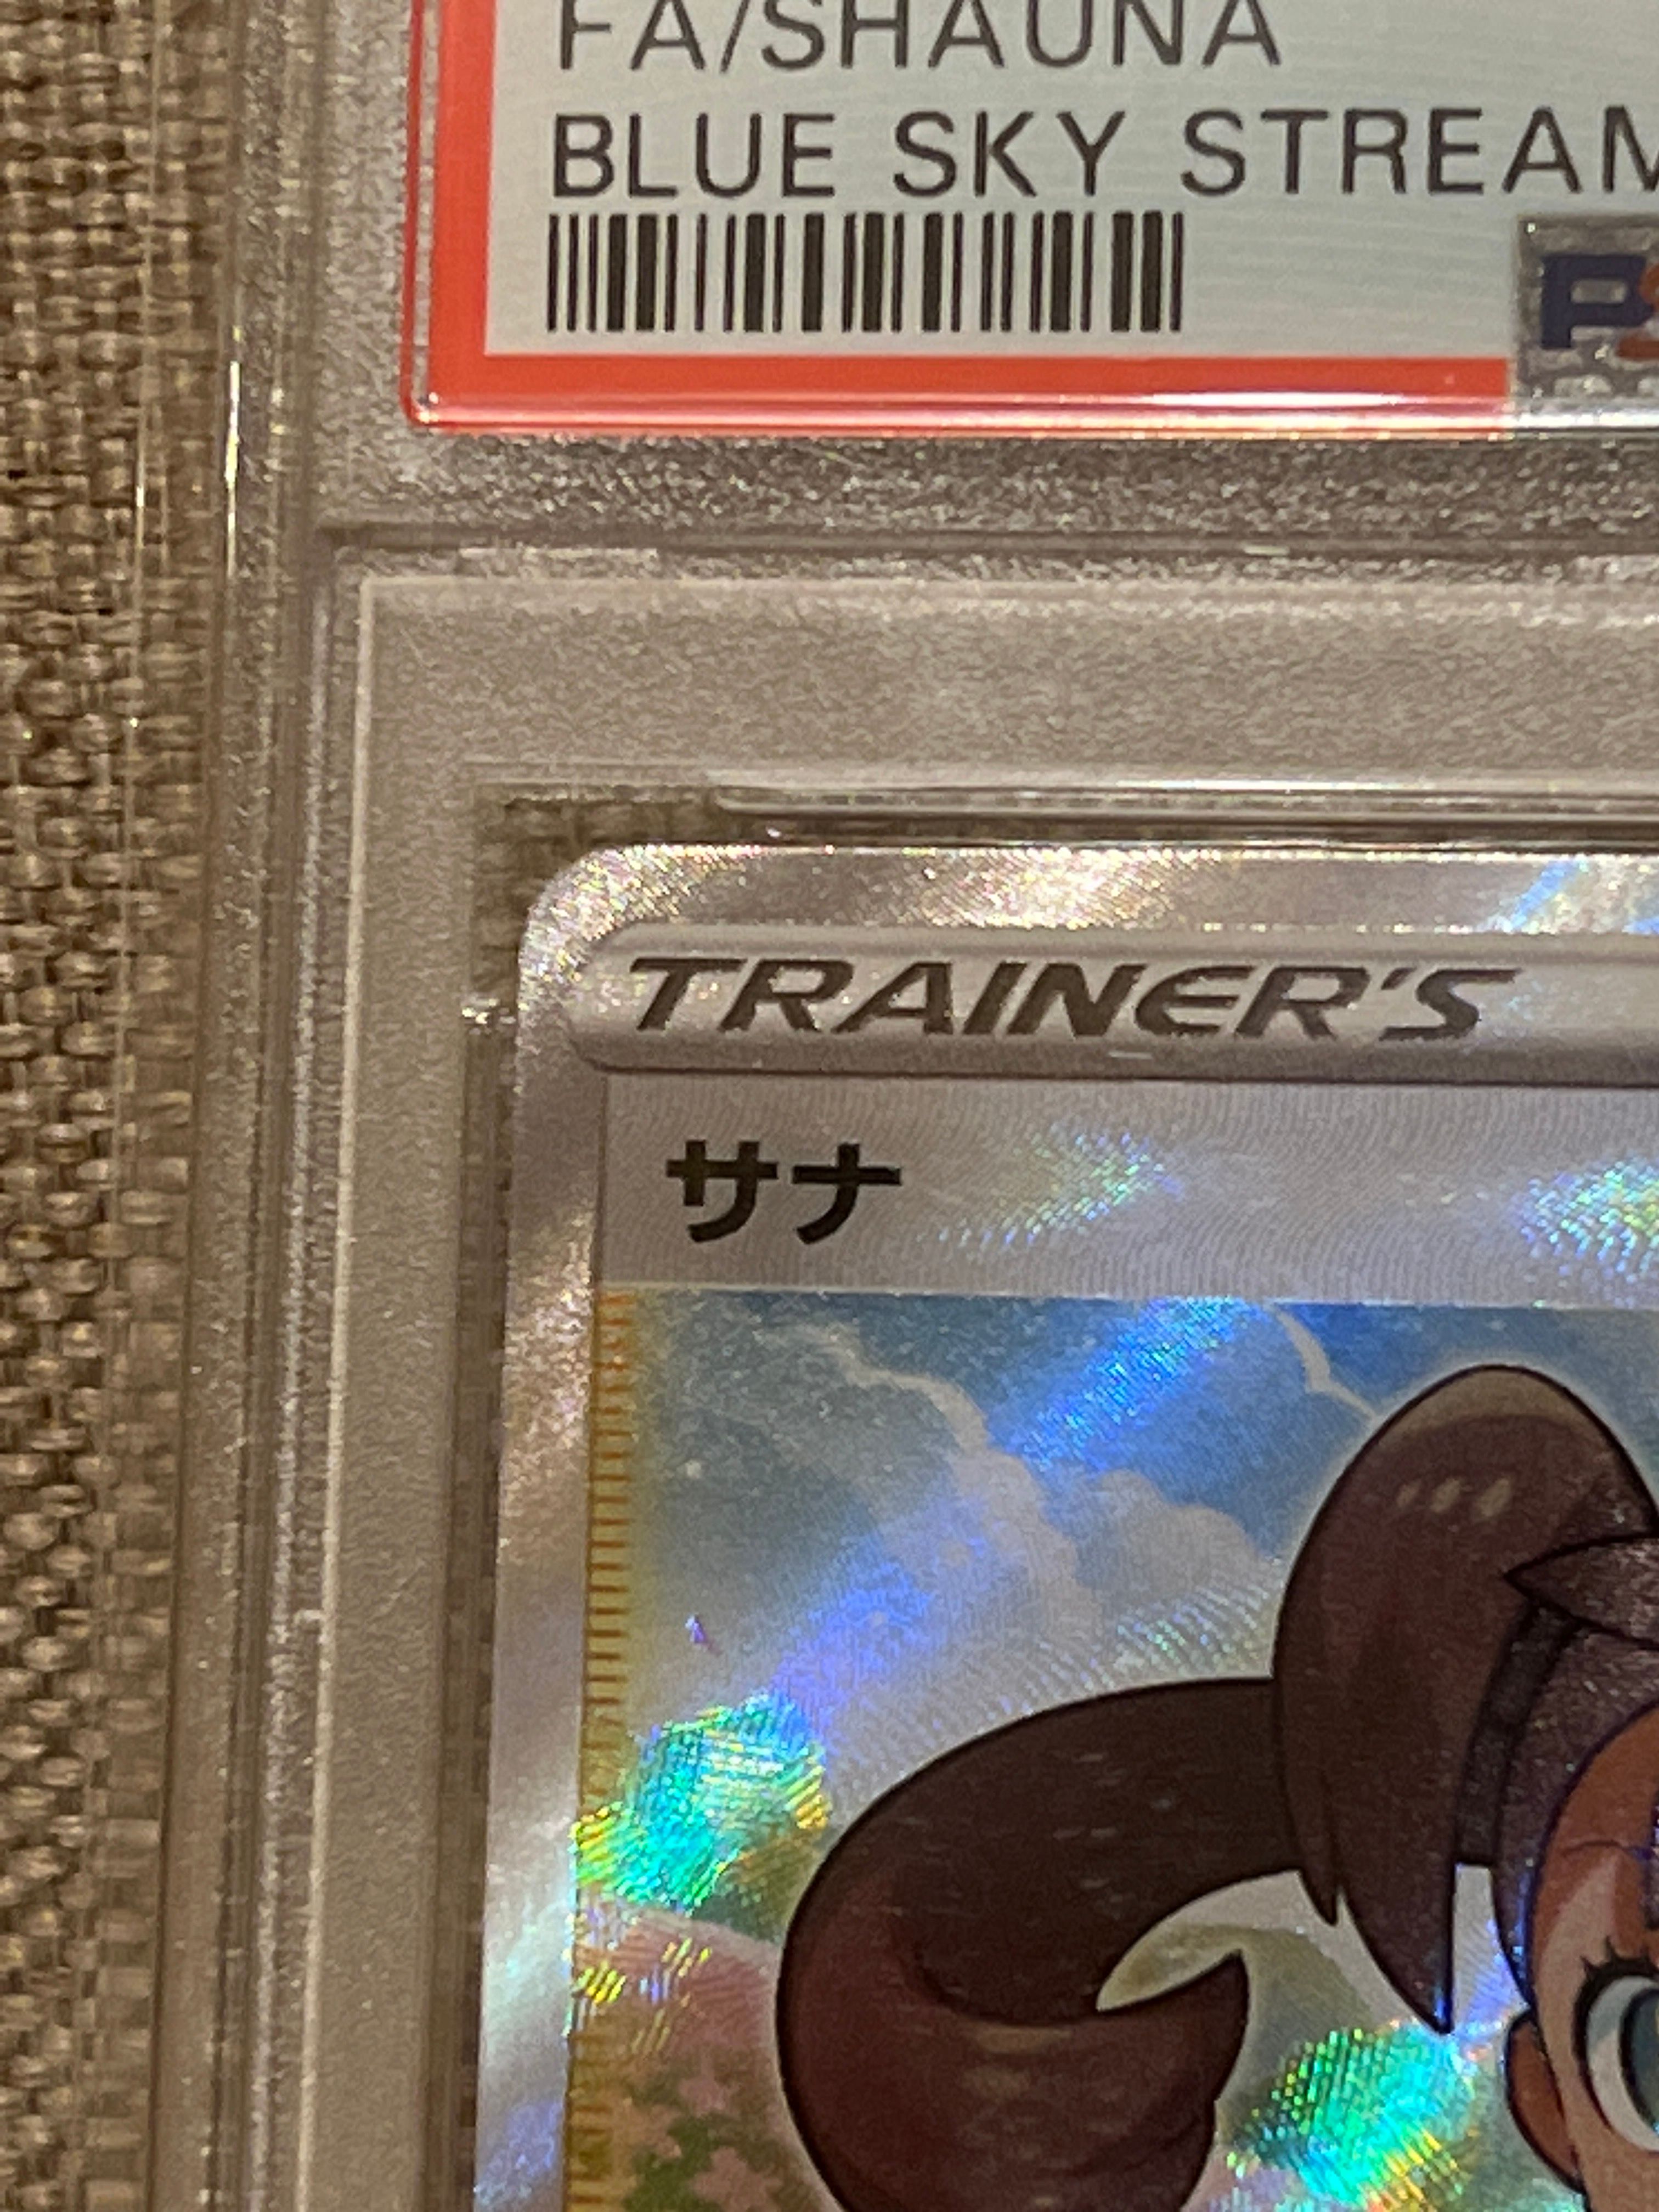 FA/SHAUNA
BLUE SKY STREAM
TRAINER'S
サナ